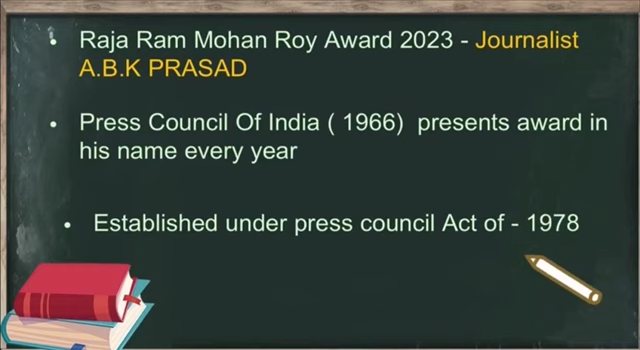 • Raja Ram Mohan Roy Award 2023 - Journalist
A.B.K PRASAD
• Press Council Of India ( 1966) presents award in
his name every year
• Established under press council Act of - 1978